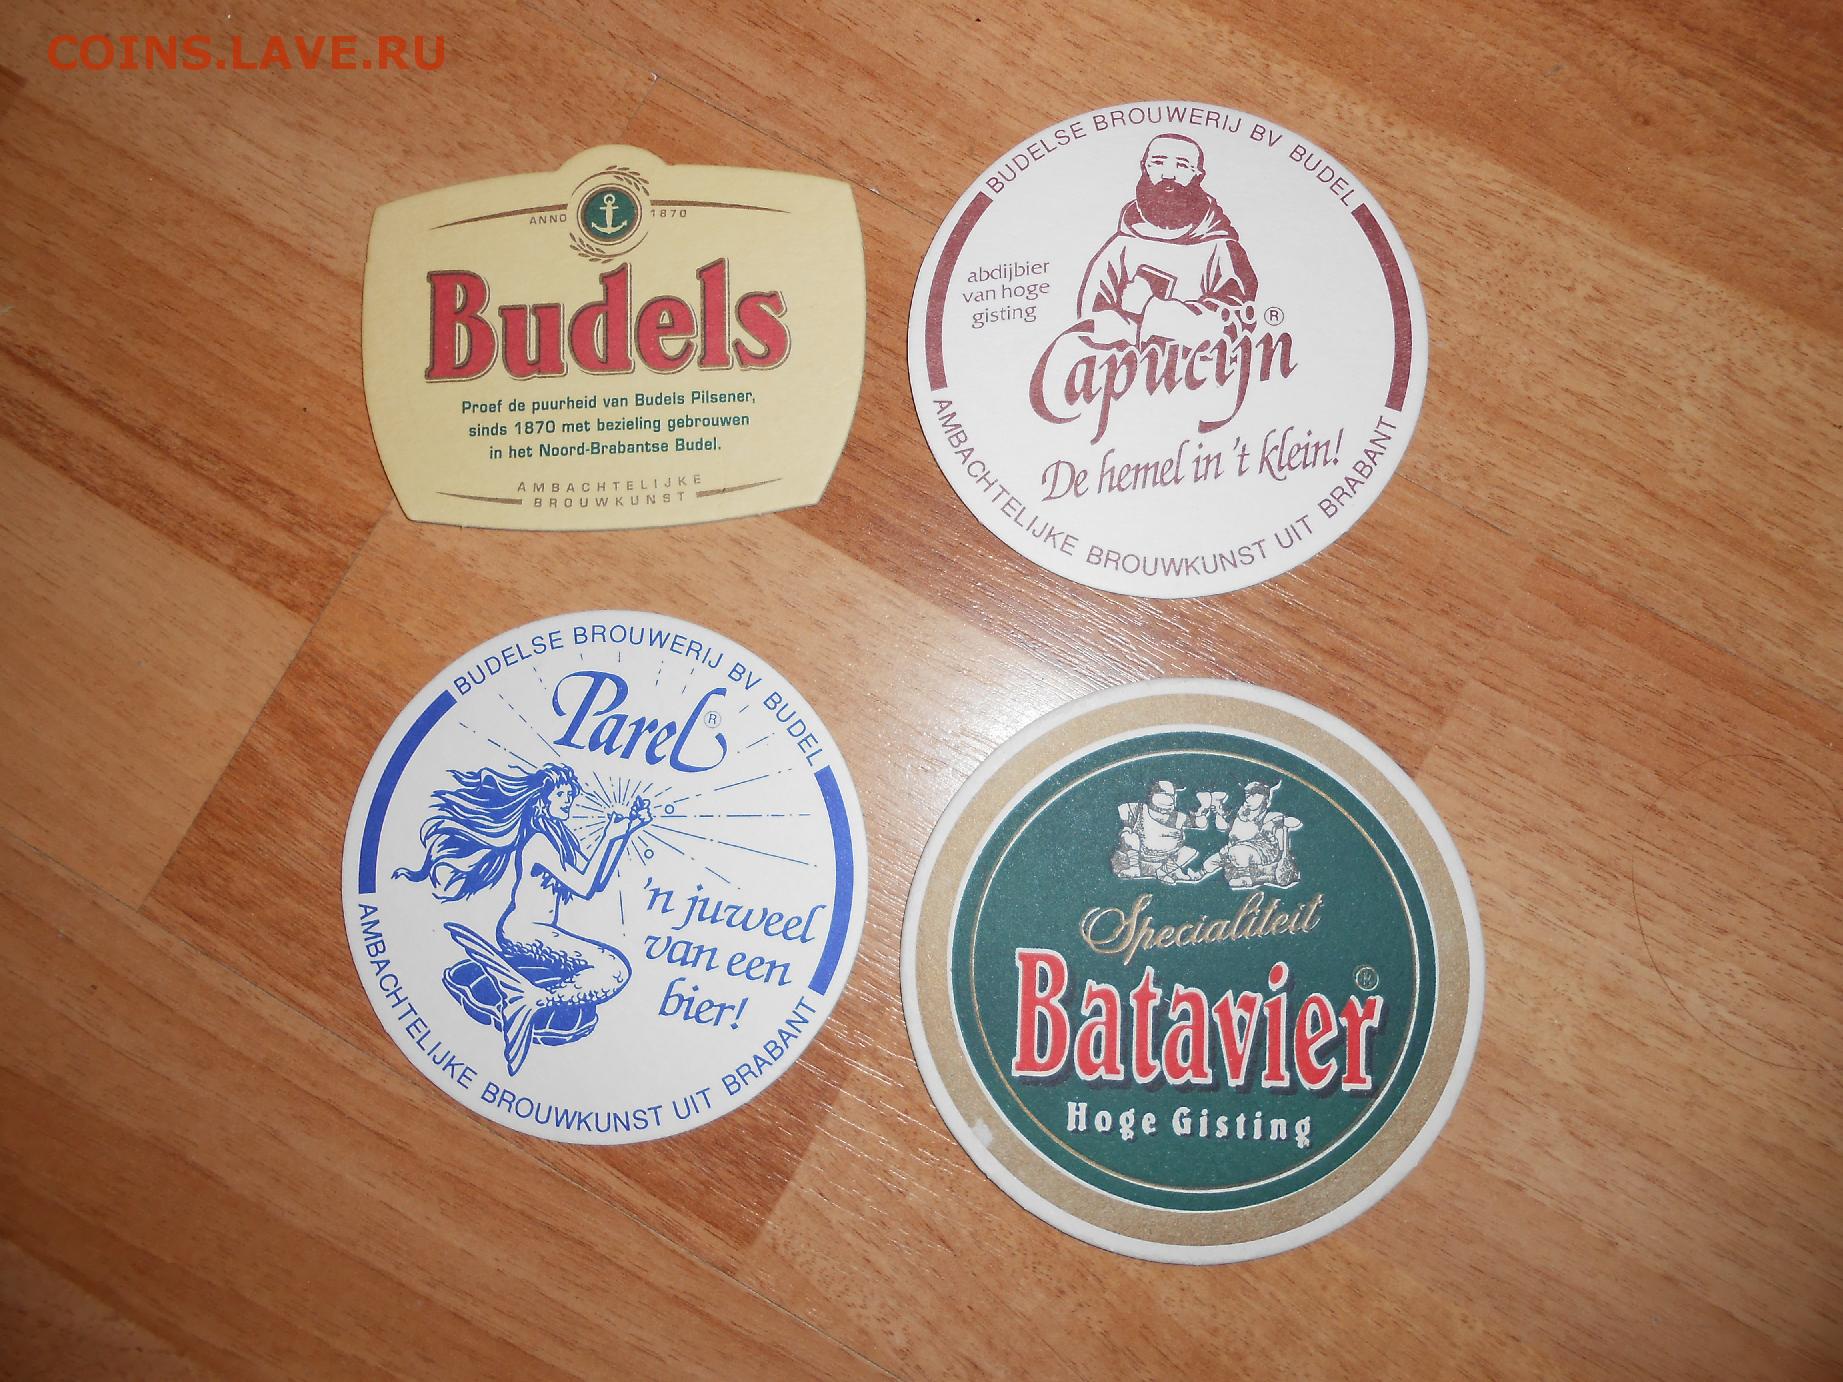 COINS.LAVE.RU
ANNO 1870
Budels
Proef de puurheid van Budels Pilsener,
sinds 1870 met bezieling gebrouwen
in het Noord-Brabantse Budel.
AMBACHTELIJKE
BROUWKUNST
BUDELSE BROUWERIJ BV BUDEL
abdijbier
van hoge
gisting
Capucijn ®
De hemel in 't klein!
AMBACHTELIJKE BROUWKUNST UIT BRABANT
BUDELSE BROUWERIJ BV BUDEL
Parel ®
'n juweel
van een
bier!
AMBACHTELIJKE BROUWKUNST UIT BRABANT
Specialiteit
Batavier ®
Hoge Gisting